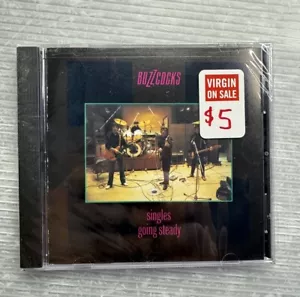 BUZZCOCKS
VIRGIN
ON SALE
$5
singles
going steady